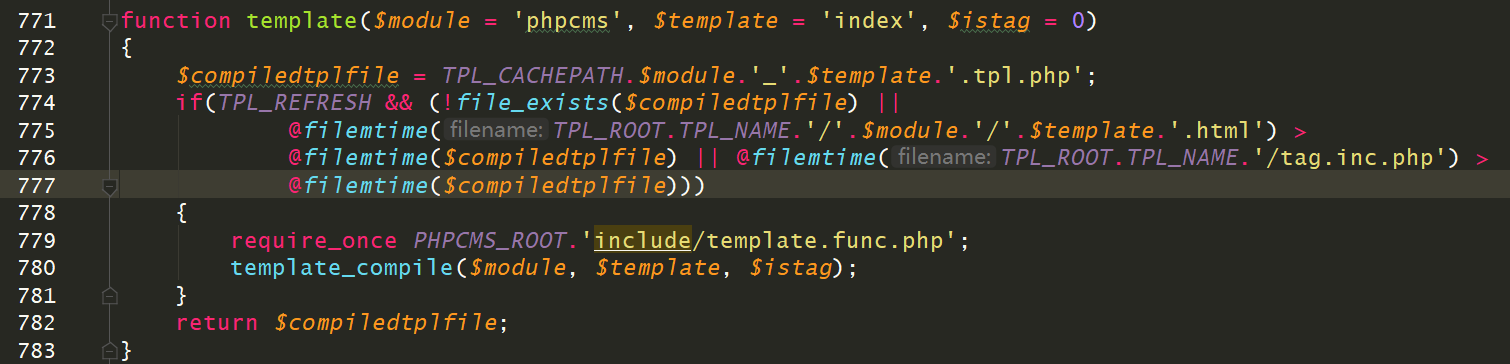 771 function template($module = 'phpcms', $template = 'index', $istag = 0)
772 {
773     $compiledtplfile = TPL_CACHEPATH.$module.'_'.$template.'.tpl.php';
774     if(TPL_REFRESH && (!file_exists($compiledtplfile) ||
775             @filemtime( filename: TPL_ROOT.TPL_NAME.'/'.$module.'/'.$template.'.html') >
776             @filemtime($compiledtplfile) || @filemtime( filename: TPL_ROOT.TPL_NAME.'/tag.inc.php') >
777             @filemtime($compiledtplfile)))
778     {
779         require_once PHPCMS_ROOT.'include/template.func.php';
780         template_compile($module, $template, $istag);
781     }
782     return $compiledtplfile;
783 }